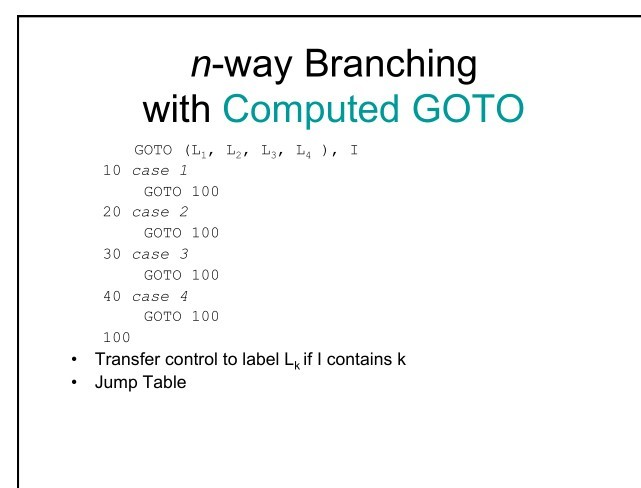 n-way Branching
with Computed GOTO
GOTO (L₁, L₂, L₃, L₄ ), I
10 case 1
GOTO 100
20 case 2
GOTO 100
30 case 3
GOTO 100
40 case 4
GOTO 100
100
• Transfer control to label Lₖ if I contains k
• Jump Table